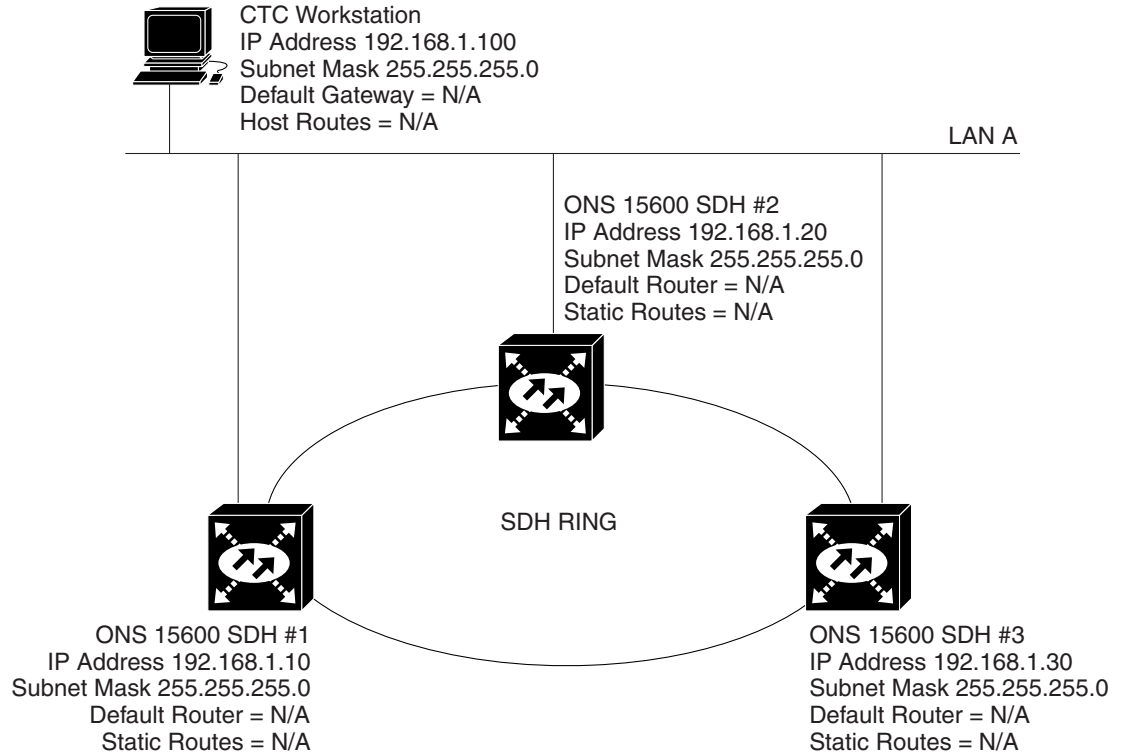 CTC Workstation
IP Address 192.168.1.100
Subnet Mask 255.255.255.0
Default Gateway = N/A
Host Routes = N/A
LAN A
ONS 15600 SDH #2
IP Address 192.168.1.20
Subnet Mask 255.255.255.0
Default Router = N/A
Static Routes = N/A
SDH RING
ONS 15600 SDH #1
IP Address 192.168.1.10
Subnet Mask 255.255.255.0
Default Router = N/A
Static Routes = N/A
ONS 15600 SDH #3
IP Address 192.168.1.30
Subnet Mask 255.255.255.0
Default Router = N/A
Static Routes = N/A